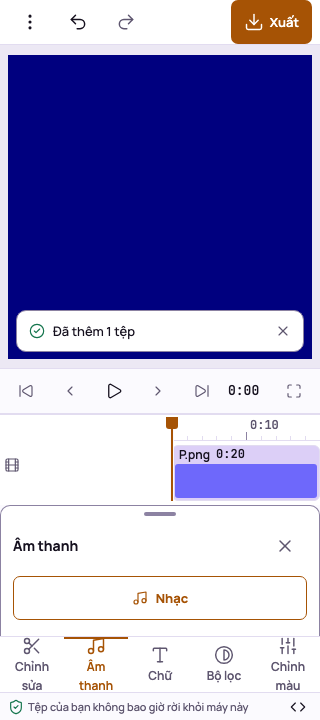 Xuất
Đã thêm 1 tệp
0:00
0:10
P.png 0:20
Âm thanh
Nhạc
Chỉnh sửa
Âm thanh
Chữ
Bộ lọc
Chỉnh màu
Tệp của bạn không bao giờ rời khỏi máy này